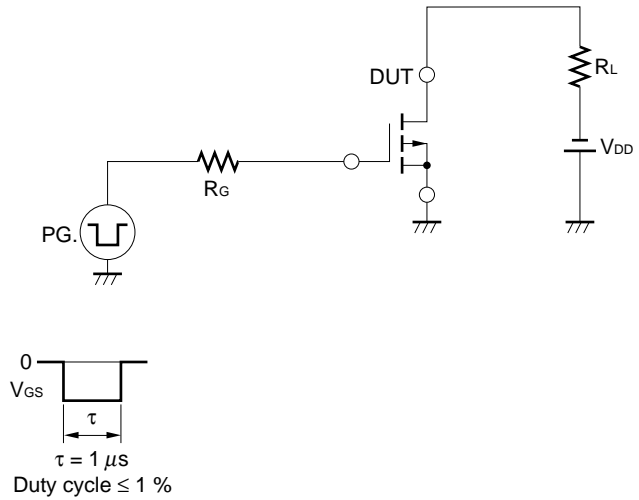 DUT
RL
VDD
RG
PG.
0
VGS
τ
τ = 1 μs
Duty cycle ≤ 1 %